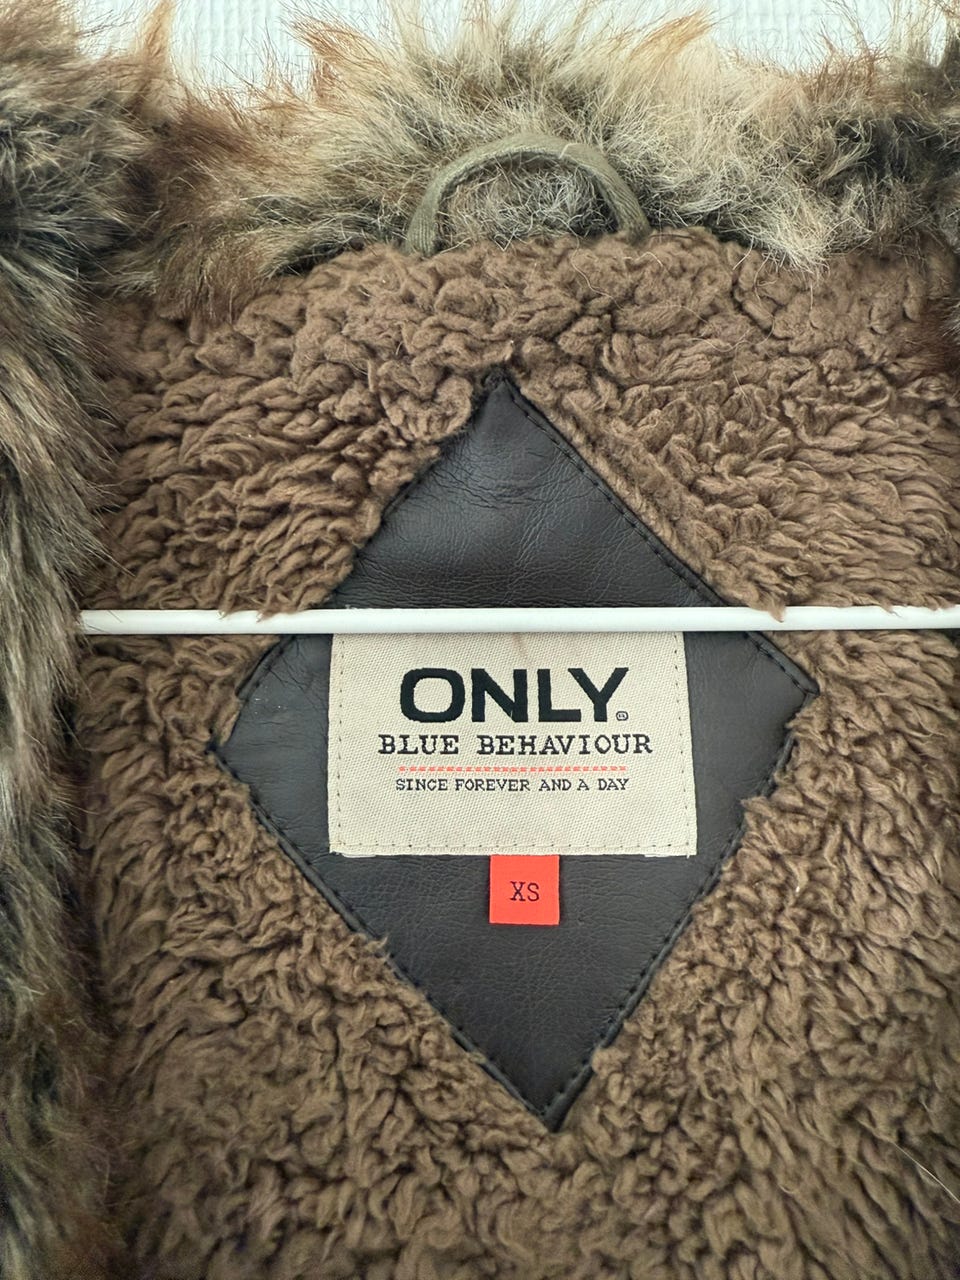 ONLY®
BLUE BEHAVIOUR
SINCE FOREVER AND A DAY
XS